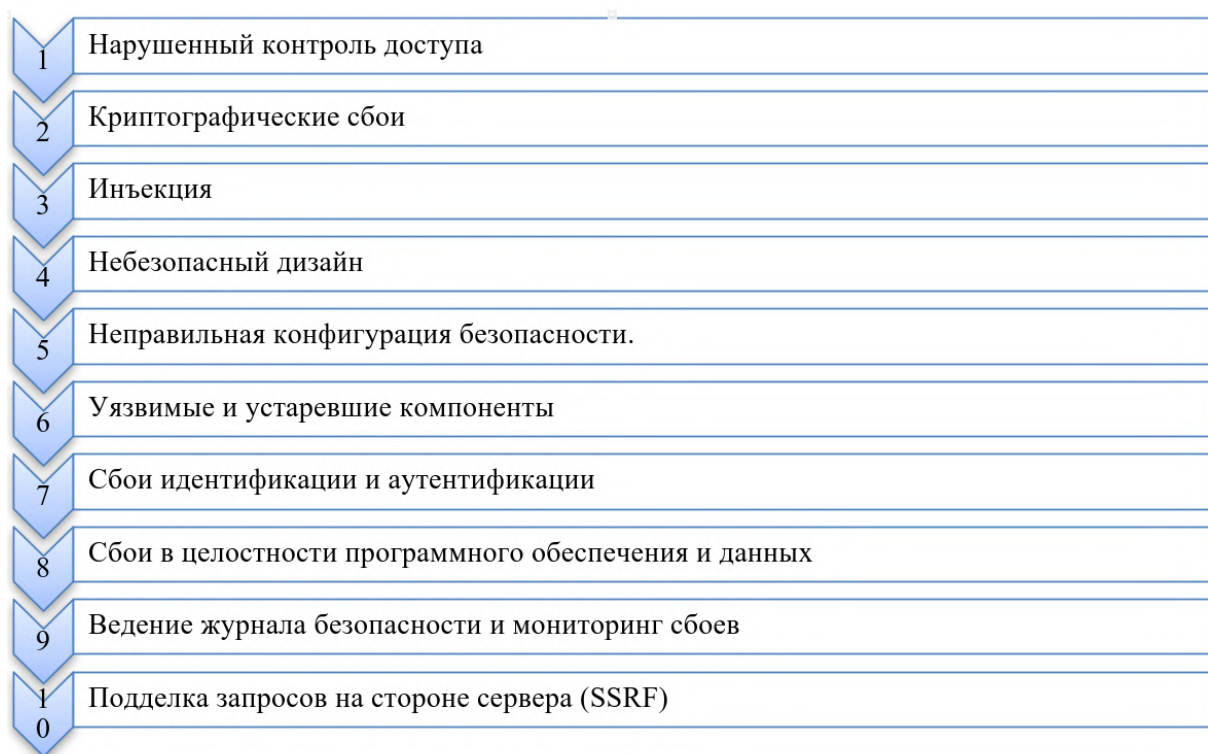 1 Нарушенный контроль доступа
2 Криптографические сбои
3 Инъекция
4 Небезопасный дизайн
5 Неправильная конфигурация безопасности.
6 Уязвимые и устаревшие компоненты
7 Сбои идентификации и аутентификации
8 Сбои в целостности программного обеспечения и данных
9 Ведение журнала безопасности и мониторинг сбоев
10 Подделка запросов на стороне сервера (SSRF)